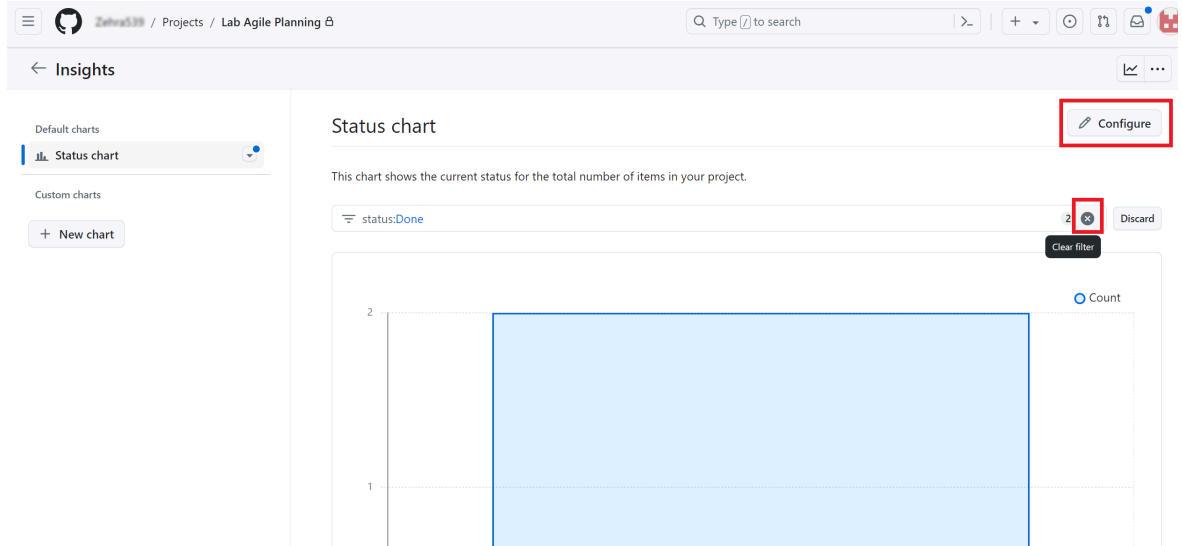 / Projects / Lab Agile Planning
Type / to search
Insights
Default charts
Status chart
Custom charts
New chart
Status chart
Configure
This chart shows the current status for the total number of items in your project.
status:Done
2
Discard
Clear filter
Count
2
1